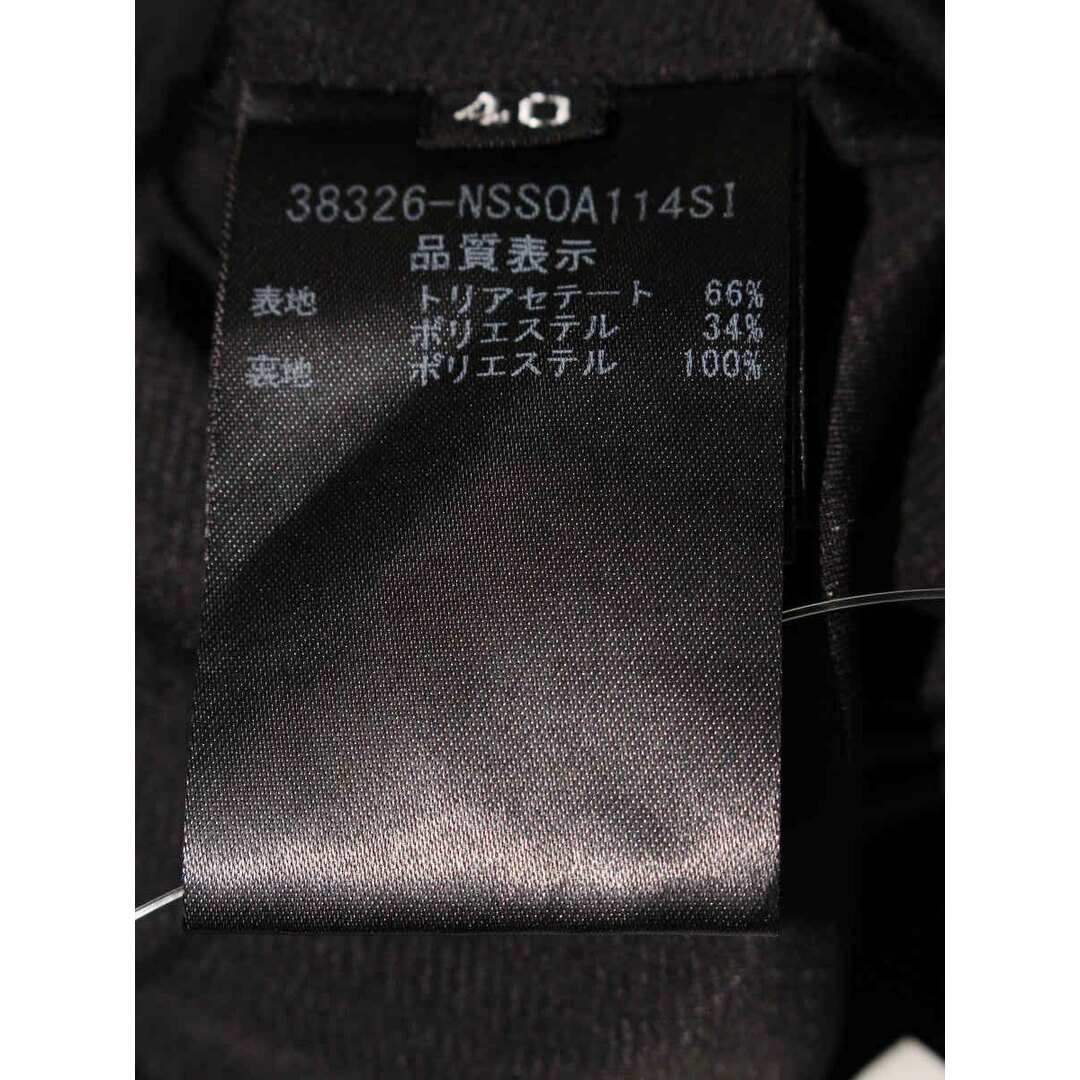 40
38326-NSSOA114SI
品質表示
表地 トリアセテート 66%
ポリエステル 34%
裏地 ポリエステル 100%